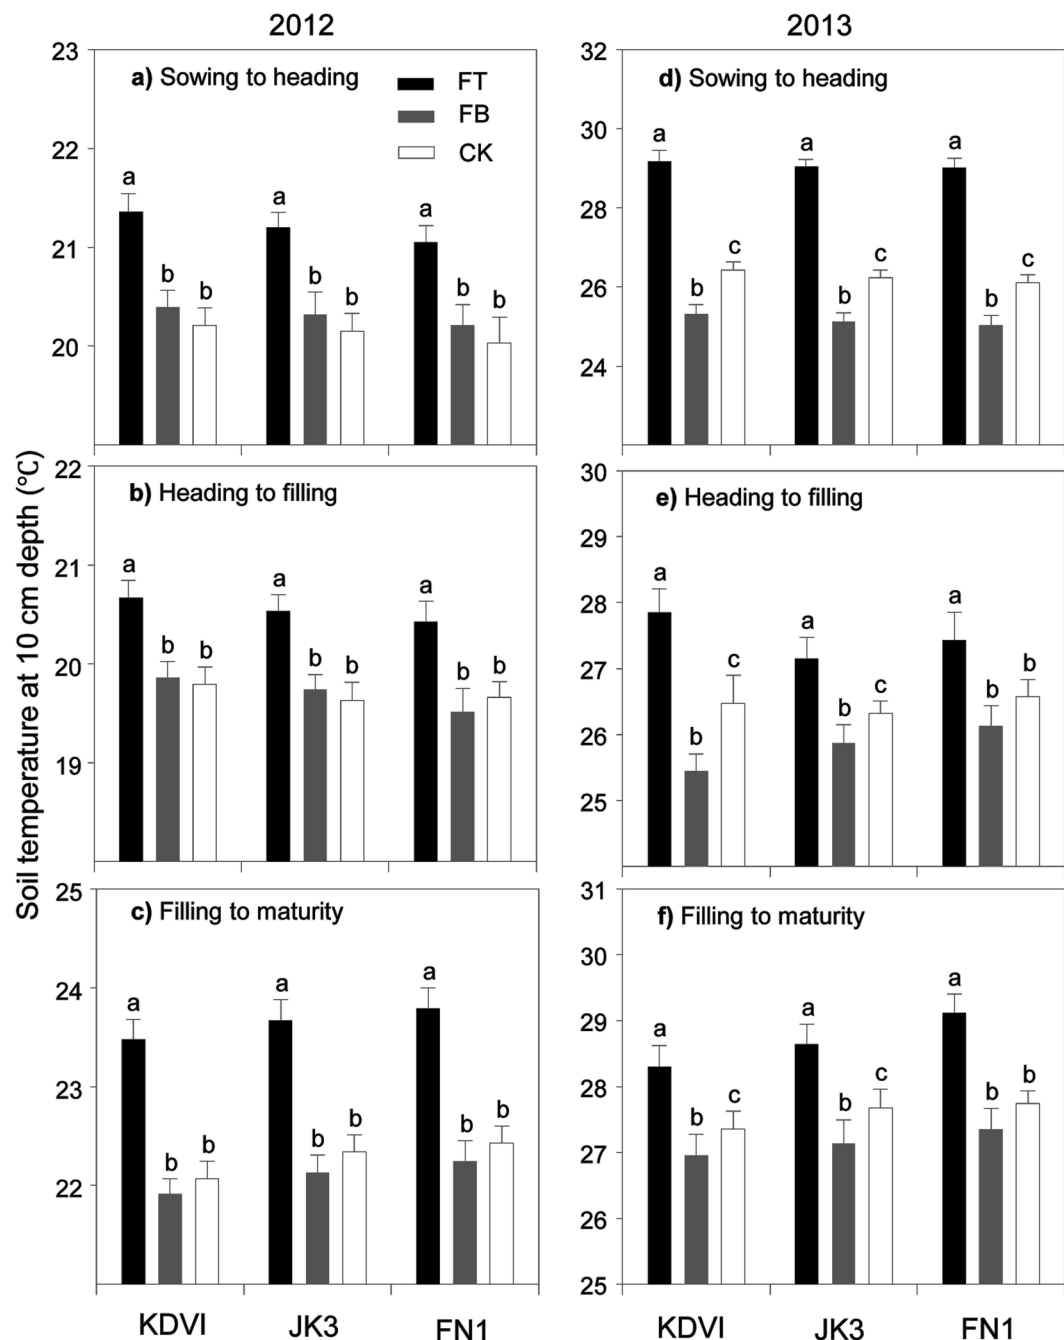 2012
2013
Soil temperature at 10 cm depth (℃)
a) Sowing to heading
FT
FB
CK
23
22
21
20
a b b a b b a b b
d) Sowing to heading
32
30
28
26
24
a b c a b c a b c
b) Heading to filling
22
21
20
19
a b b a b b a b b
e) Heading to filling
30
29
28
27
26
25
a b c a b c a b b
c) Filling to maturity
25
24
23
22
a b b a b b a b b
KDVI JK3 FN1
f) Filling to maturity
31
30
29
28
27
26
25
a b c a b c a b b
KDVI JK3 FN1